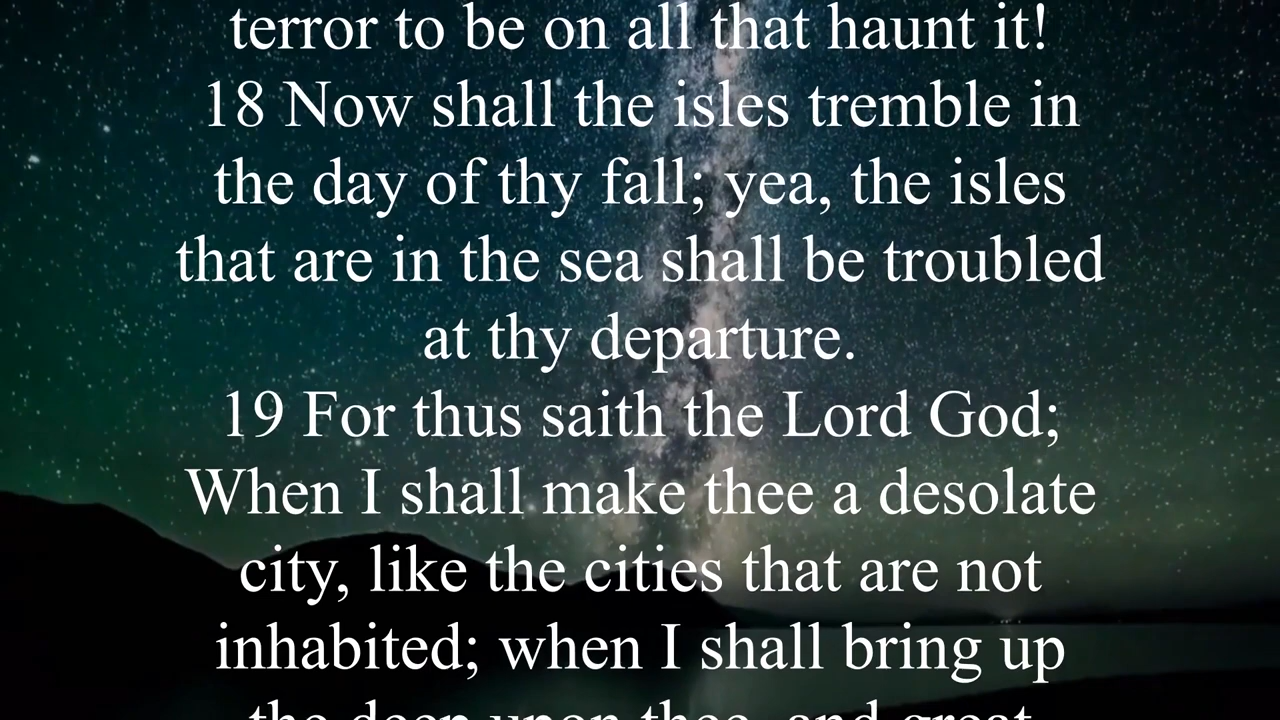 terror to be on all that haunt it!
18 Now shall the isles tremble in
the day of thy fall; yea, the isles
that are in the sea shall be troubled
at thy departure.
19 For thus saith the Lord God;
When I shall make thee a desolate
city, like the cities that are not
inhabited; when I shall bring up
the deep upon thee, and great